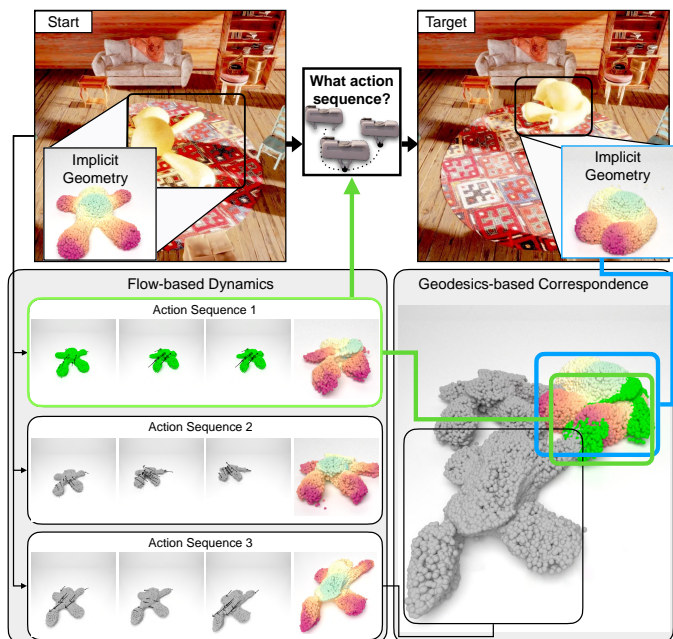 Start
Target
What action
sequence?
Implicit
Geometry
Implicit
Geometry
Flow-based Dynamics
Geodesics-based Correspondence
Action Sequence 1
Action Sequence 2
Action Sequence 3